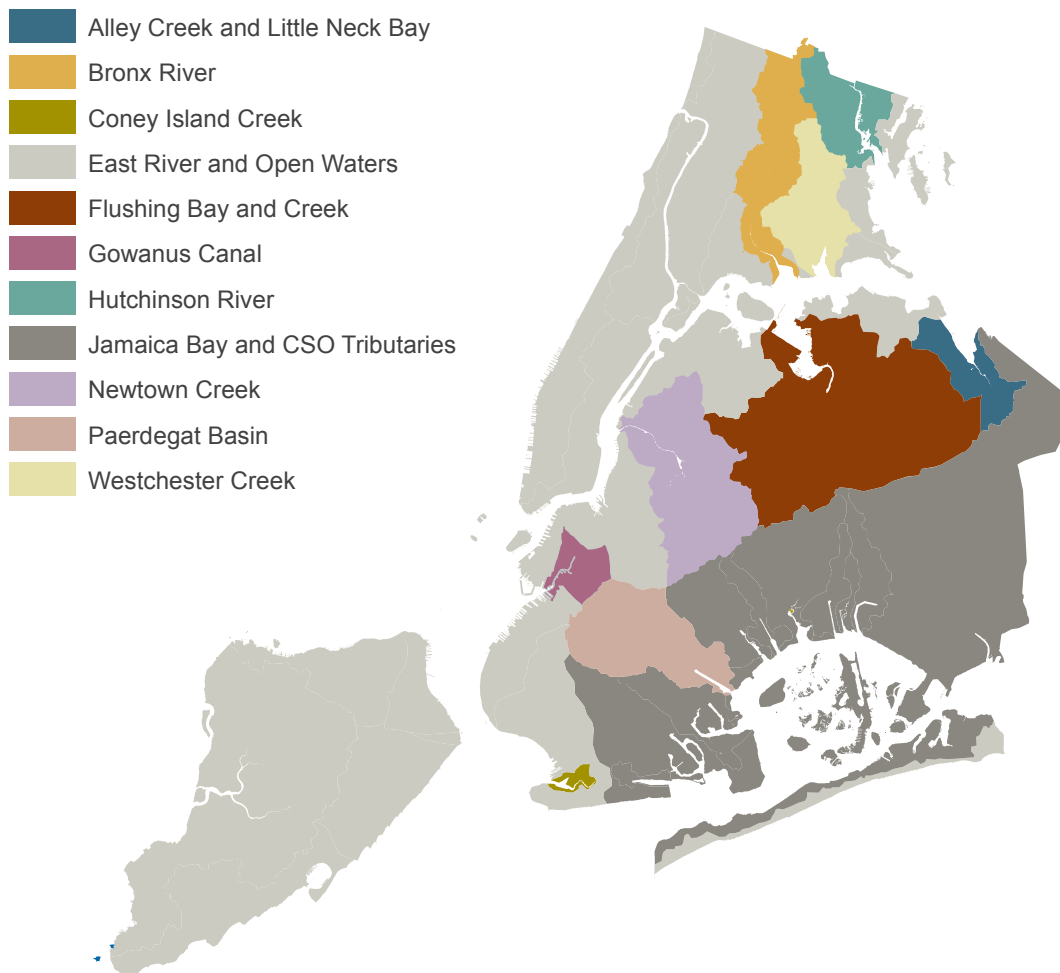 Alley Creek and Little Neck Bay
Bronx River
Coney Island Creek
East River and Open Waters
Flushing Bay and Creek
Gowanus Canal
Hutchinson River
Jamaica Bay and CSO Tributaries
Newtown Creek
Paerdegat Basin
Westchester Creek